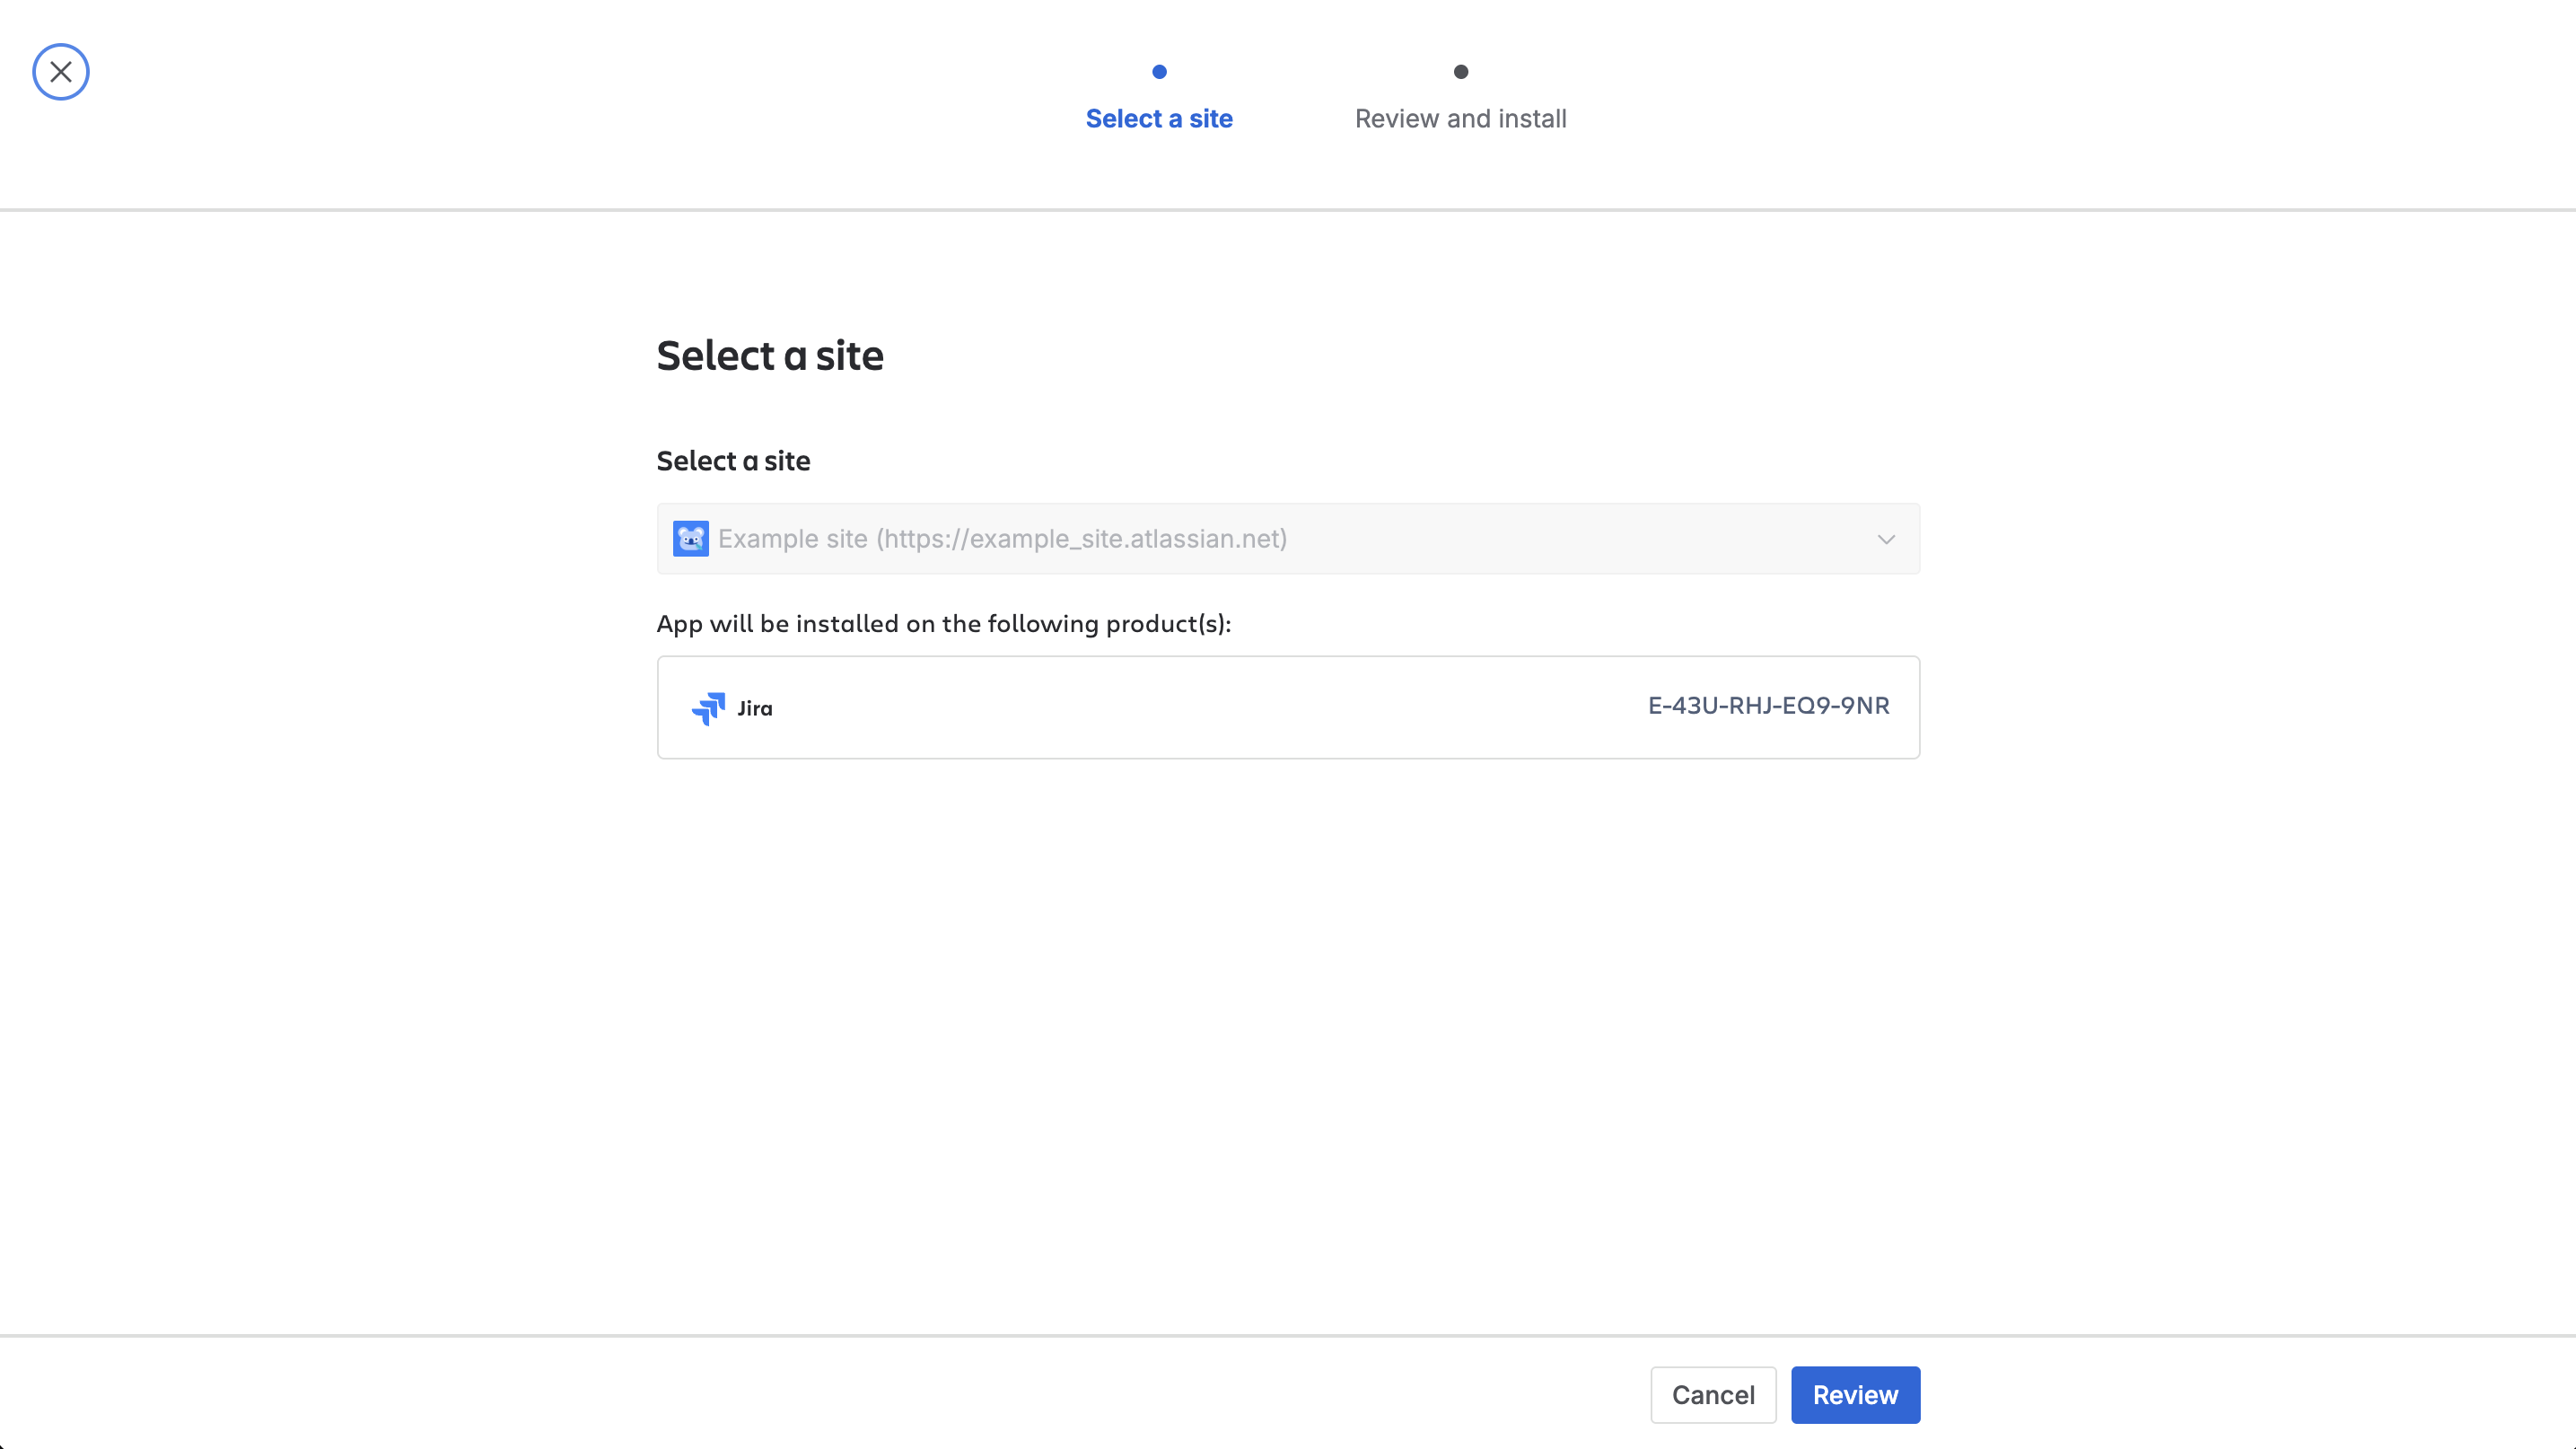 Select a site
Review and install
Select a site
Select a site
Example site (https://example_site.atlassian.net)
App will be installed on the following product(s):
Jira
E-43U-RHJ-EQ9-9NR
Cancel
Review